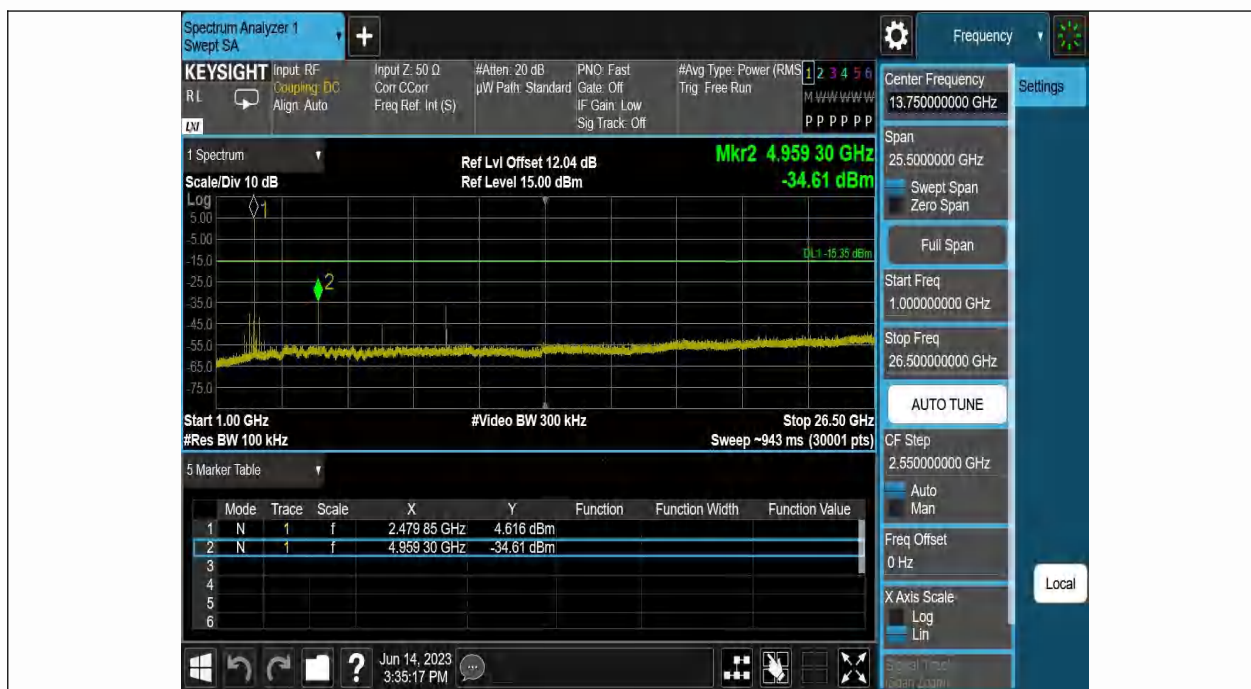 Spectrum Analyzer 1
Swept SA
+
Frequency
KEYSIGHT
RL
LXI
Input: RF
Coupling: DC
Align: Auto
Input Z: 50 Ω
Corr CCorr
Freq Ref: Int (S)
#Atten: 20 dB
µW Path: Standard
PNO: Fast
Gate: Off
IF Gain: Low
Sig Track: Off
#Avg Type: Power (RMS
Trig: Free Run
1 2 3 4 5 6
M W W W W W
P P P P P P
1 Spectrum
Scale/Div 10 dB
Ref Lvl Offset 12.04 dB
Ref Level 15.00 dBm
Mkr2 4.959 30 GHz
-34.61 dBm
Log
5.00
-5.00
-15.0
-25.0
-35.0
-45.0
-55.0
-65.0
-75.0
1
2
DL1 -15.35 dBm
Start 1.00 GHz
#Res BW 100 kHz
#Video BW 300 kHz
Stop 26.50 GHz
Sweep ~943 ms (30001 pts)
5 Marker Table
Mode Trace Scale X Y Function Function Width Function Value
1 N 1 f 2.479 85 GHz 4.616 dBm
2 N 1 f 4.959 30 GHz -34.61 dBm
3
4
5
6
?
Jun 14, 2023
3:35:17 PM
Center Frequency
13.750000000 GHz
Span
25.5000000 GHz
Swept Span
Zero Span
Full Span
Start Freq
1.000000000 GHz
Stop Freq
26.500000000 GHz
AUTO TUNE
CF Step
2.550000000 GHz
Auto
Man
Freq Offset
0 Hz
X Axis Scale
Log
Lin
Settings
Local